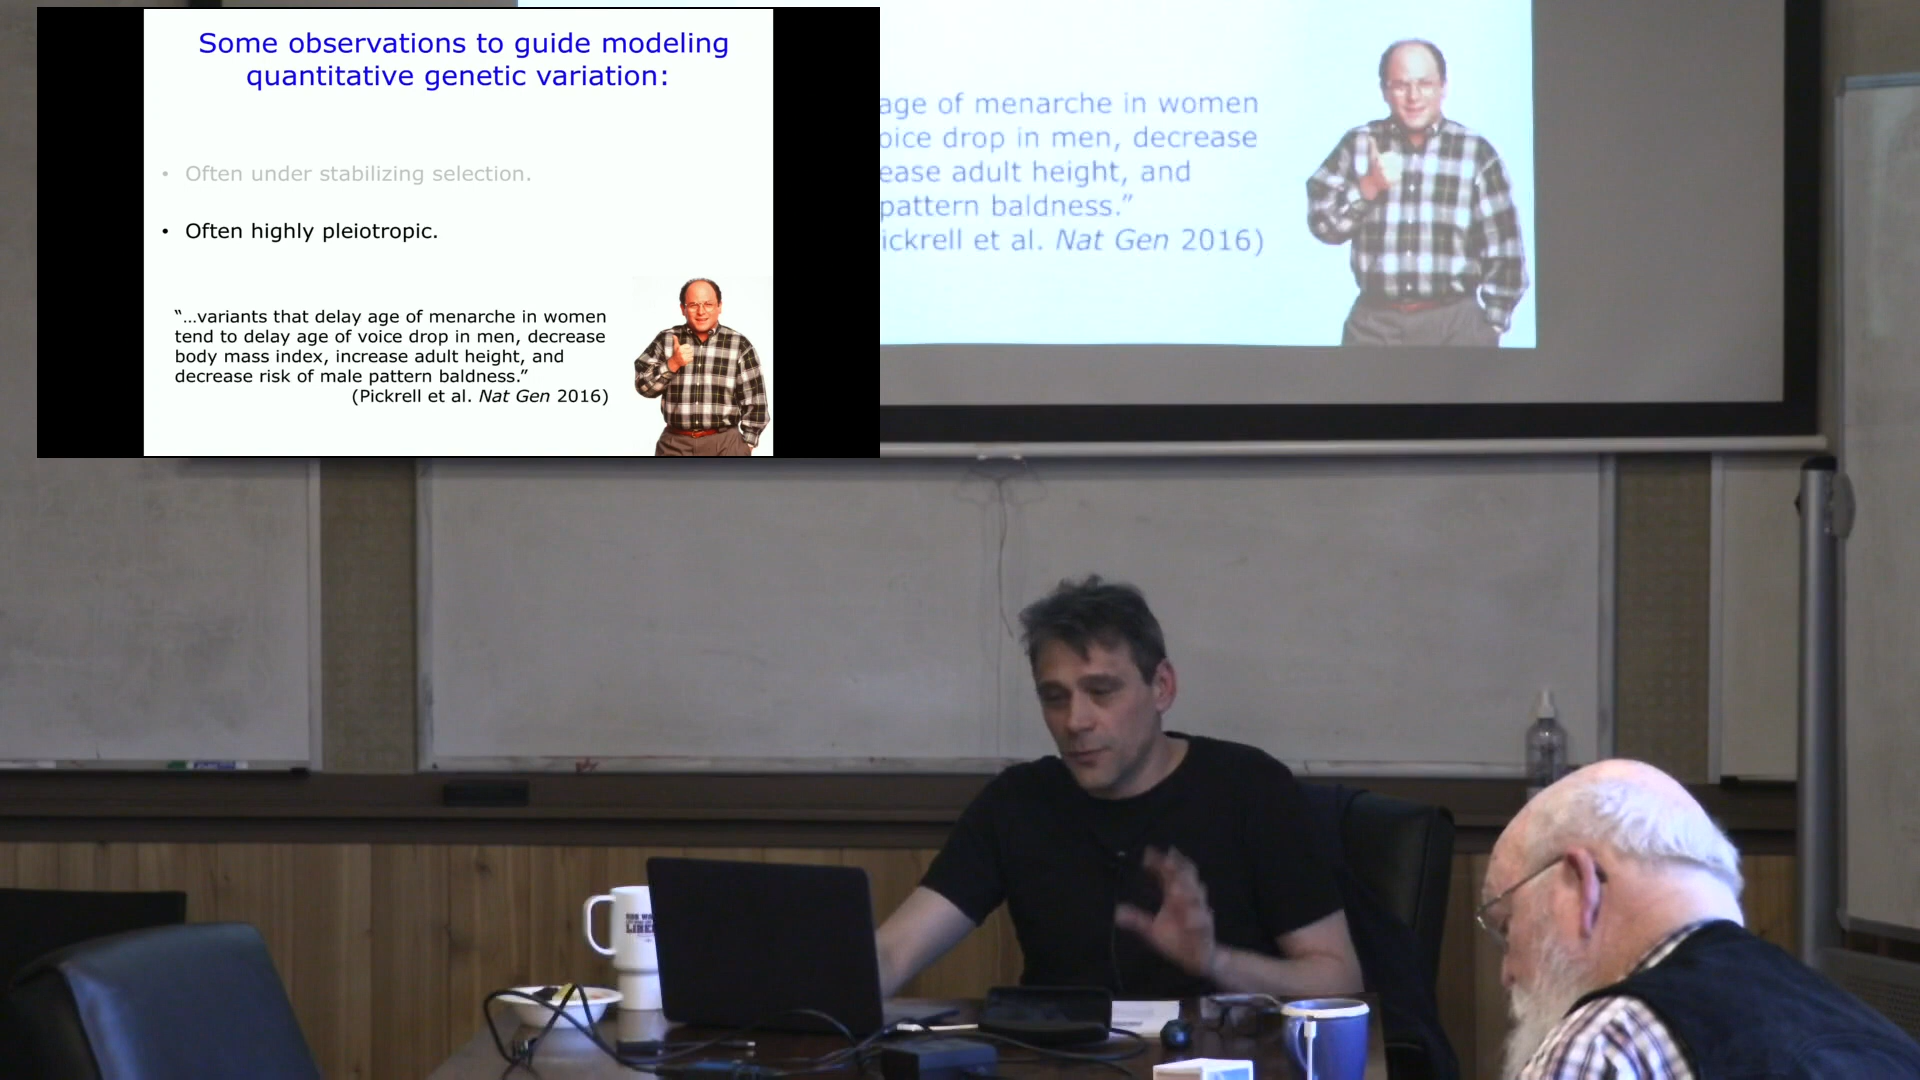 Some observations to guide modeling
quantitative genetic variation:
• Often under stabilizing selection.
• Often highly pleiotropic.
“...variants that delay age of menarche in women
tend to delay age of voice drop in men, decrease
body mass index, increase adult height, and
decrease risk of male pattern baldness.”
(Pickrell et al. Nat Gen 2016)
age of menarche in women
oice drop in men, decrease
ease adult height, and
pattern baldness.”
ickrell et al. Nat Gen 2016)